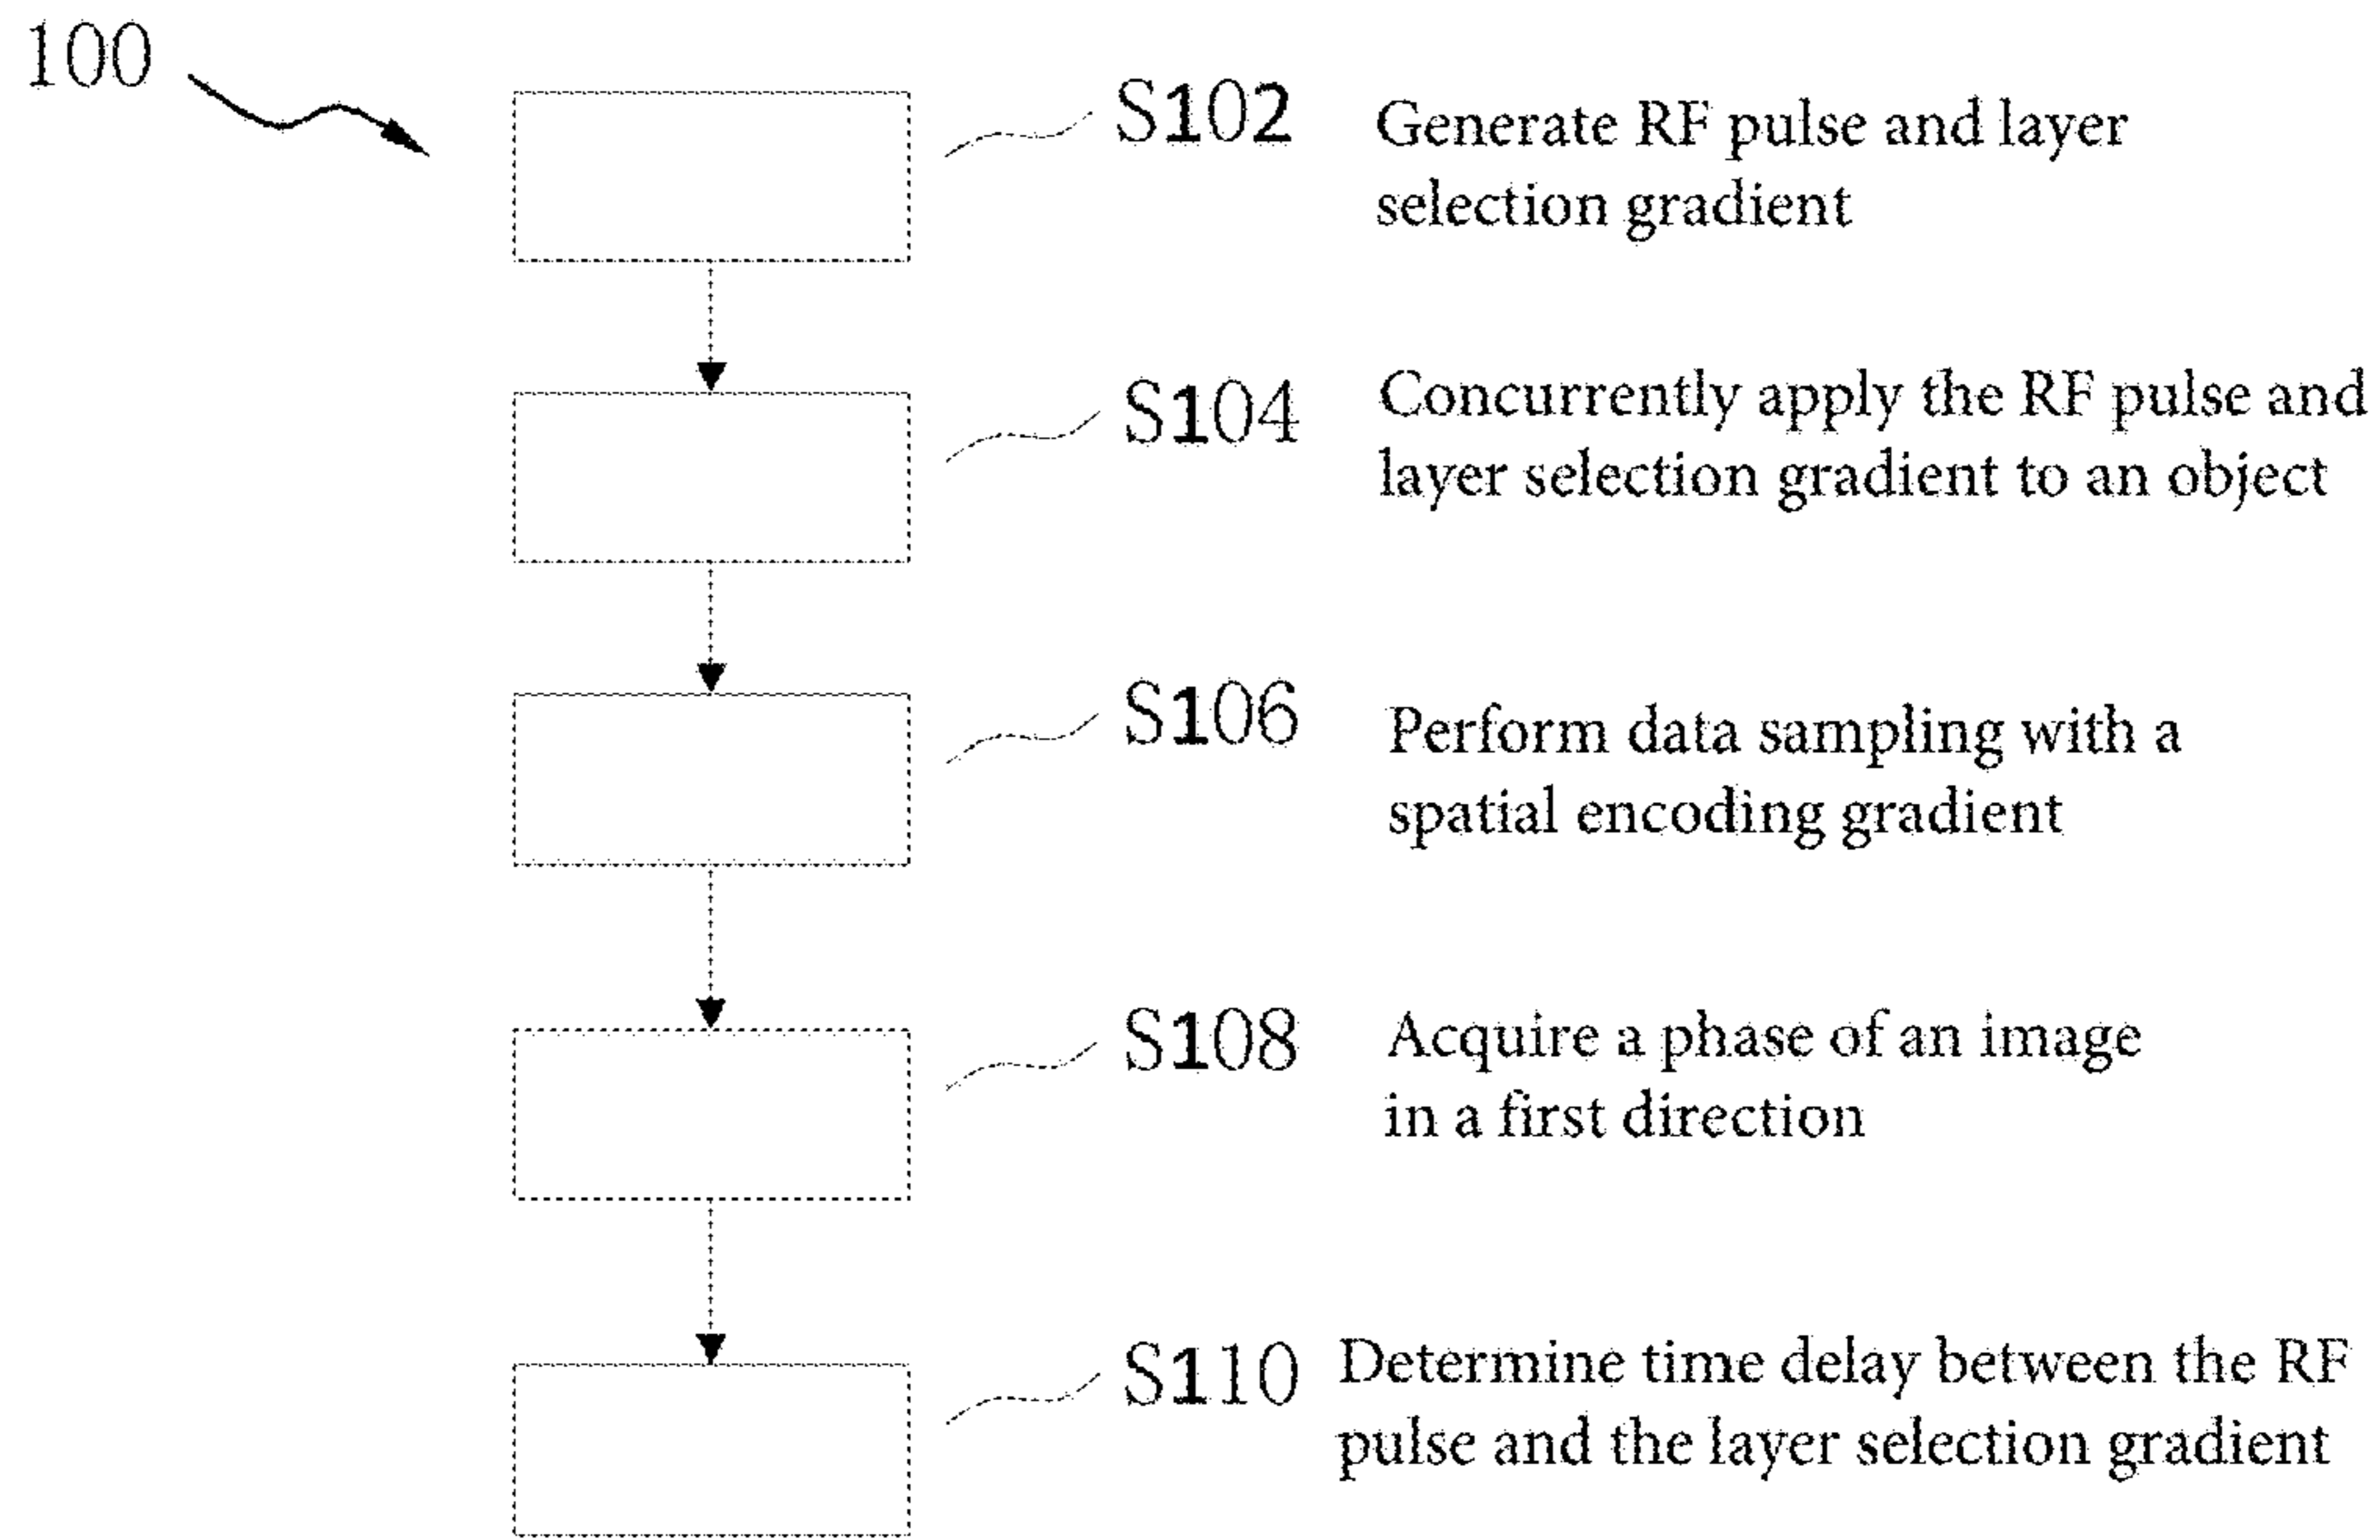 100
S102
Generate RF pulse and layer
selection gradient
S104
Concurrently apply the RF pulse and
layer selection gradient to an object
S106
Perform data sampling with a
spatial encoding gradient
S108
Acquire a phase of an image
in a first direction
S110
Determine time delay between the RF
pulse and the layer selection gradient